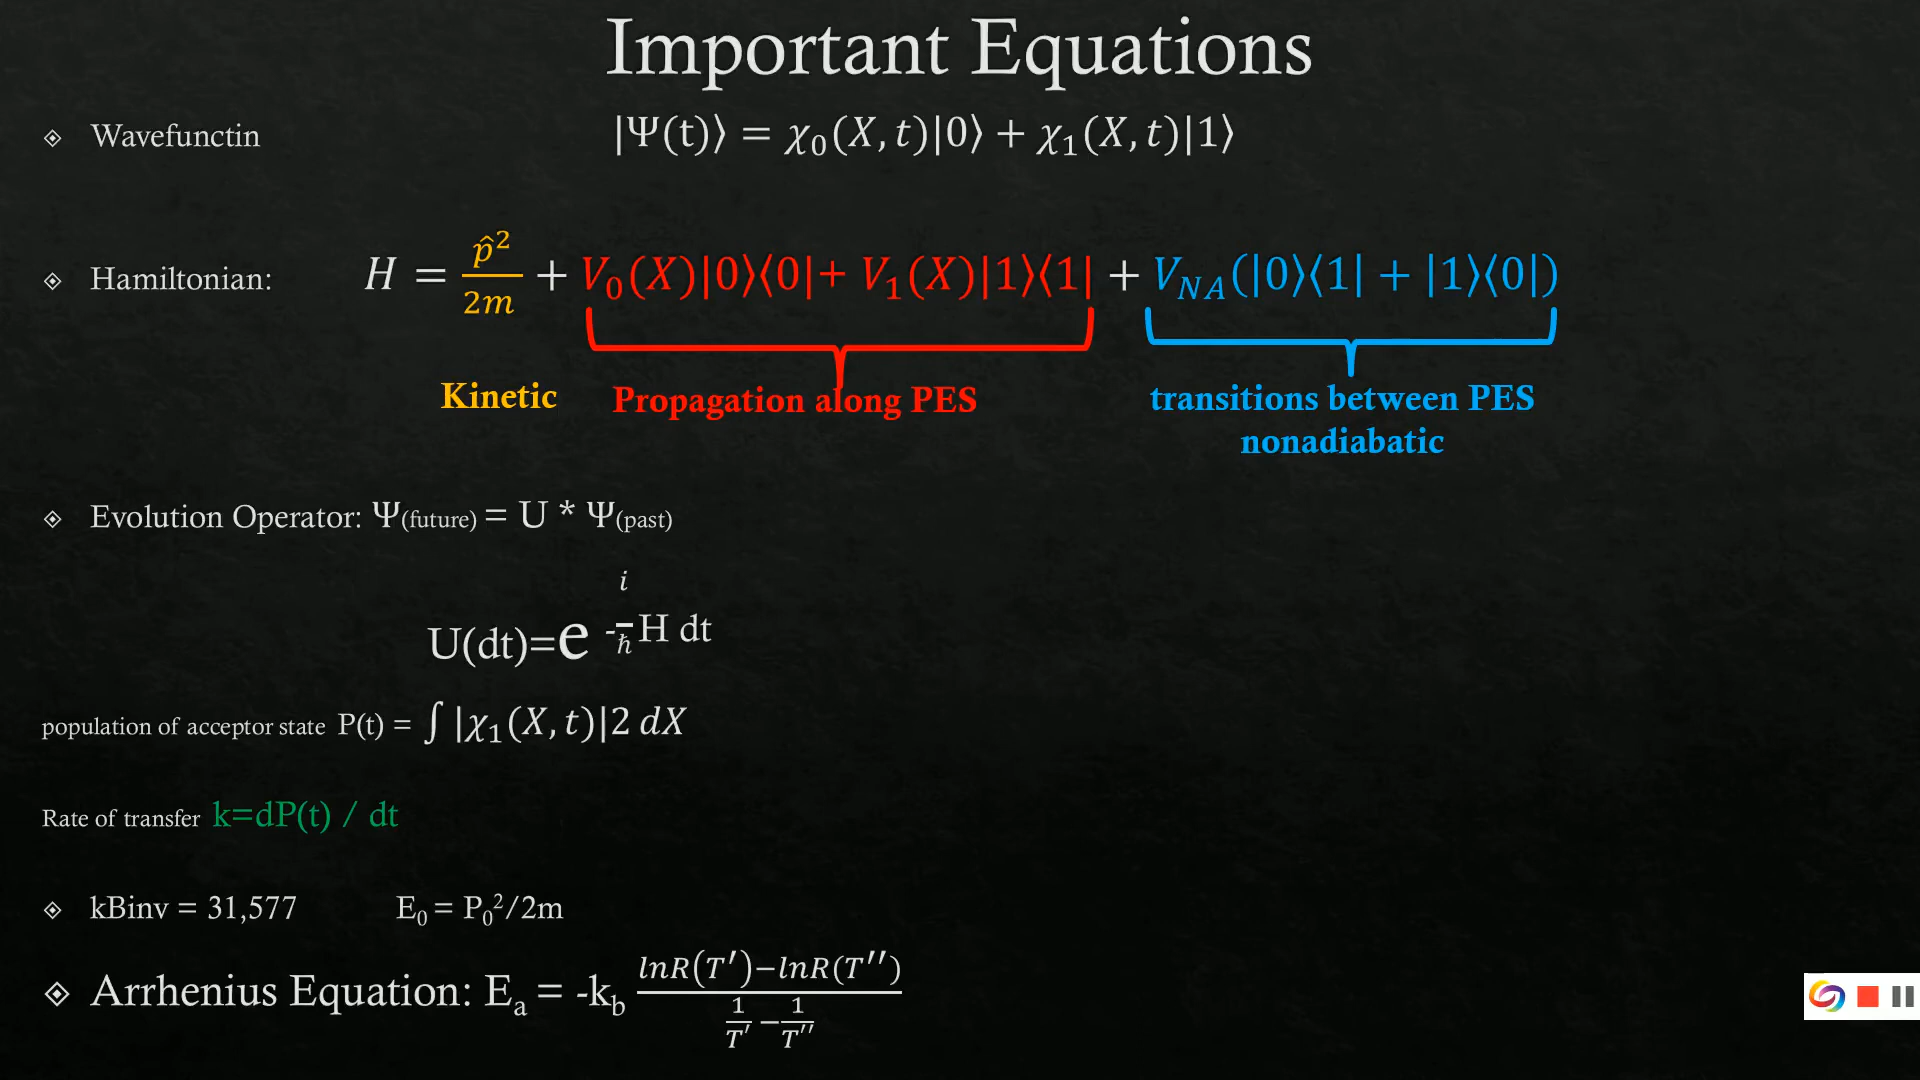 Important Equations
Wavefunctin |Ψ(t)⟩ = χ₀(X, t)|0⟩ + χ₁(X, t)|1⟩
Hamiltonian: H = p̂²/2m + V₀(X)|0⟩⟨0|+ V₁(X)|1⟩⟨1| + V_NA(|0⟩⟨1| + |1⟩⟨0|)
Kinetic Propagation along PES transitions between PES
nonadiabatic
Evolution Operator: Ψ(future) = U * Ψ(past)
U(dt)=e -i/ħ H dt
population of acceptor state P(t) = ∫ |χ₁(X, t)|2 dX
Rate of transfer k=dP(t) / dt
kBinv = 31,577 E₀ = P₀²/2m
Arrhenius Equation: Eₐ = -k_b (lnR(T′)−lnR(T′′))/(1/T′ − 1/T′′)